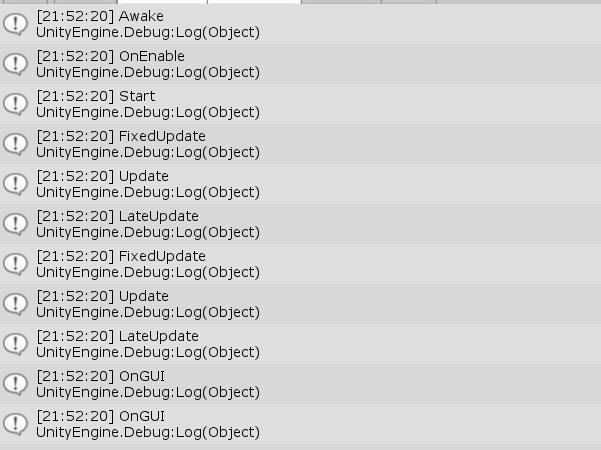 [21:52:20] Awake
UnityEngine.Debug:Log(Object)
[21:52:20] OnEnable
UnityEngine.Debug:Log(Object)
[21:52:20] Start
UnityEngine.Debug:Log(Object)
[21:52:20] FixedUpdate
UnityEngine.Debug:Log(Object)
[21:52:20] Update
UnityEngine.Debug:Log(Object)
[21:52:20] LateUpdate
UnityEngine.Debug:Log(Object)
[21:52:20] FixedUpdate
UnityEngine.Debug:Log(Object)
[21:52:20] Update
UnityEngine.Debug:Log(Object)
[21:52:20] LateUpdate
UnityEngine.Debug:Log(Object)
[21:52:20] OnGUI
UnityEngine.Debug:Log(Object)
[21:52:20] OnGUI
UnityEngine.Debug:Log(Object)